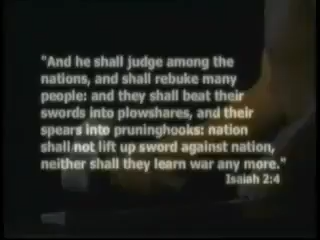 "And he shall judge among the
nations, and shall rebuke many
people: and they shall beat their
swords into plowshares, and their
spears into pruninghooks: nation
shall not lift up sword against nation,
neither shall they learn war any more."
Isaiah 2:4